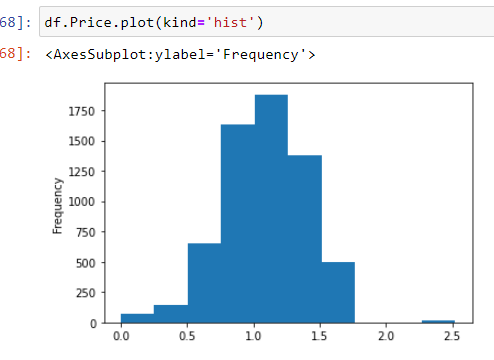 68]: df.Price.plot(kind='hist')
68]: <AxesSubplot:ylabel='Frequency'>
1750
1500
1250
1000
750
500
250
0
Frequency
0.0 0.5 1.0 1.5 2.0 2.5